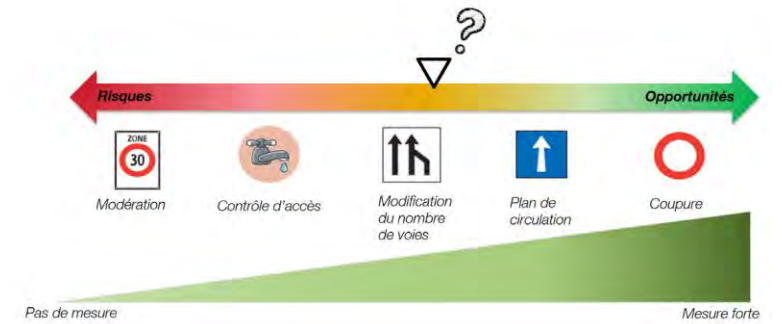 ?
Risques
Opportunités
ZONE
30
Modération
Contrôle d'accès
Modification
du nombre
de voies
Plan de
circulation
Coupure
Pas de mesure
Mesure forte